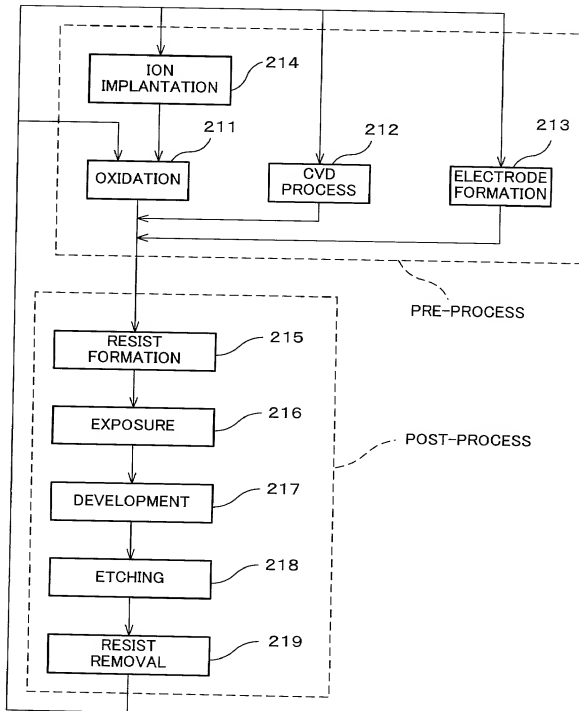 ION
IMPLANTATION
214
211
OXIDATION
212
CVD
PROCESS
213
ELECTRODE
FORMATION
PRE-PROCESS
RESIST
FORMATION
215
EXPOSURE
216
POST-PROCESS
DEVELOPMENT
217
ETCHING
218
RESIST
REMOVAL
219